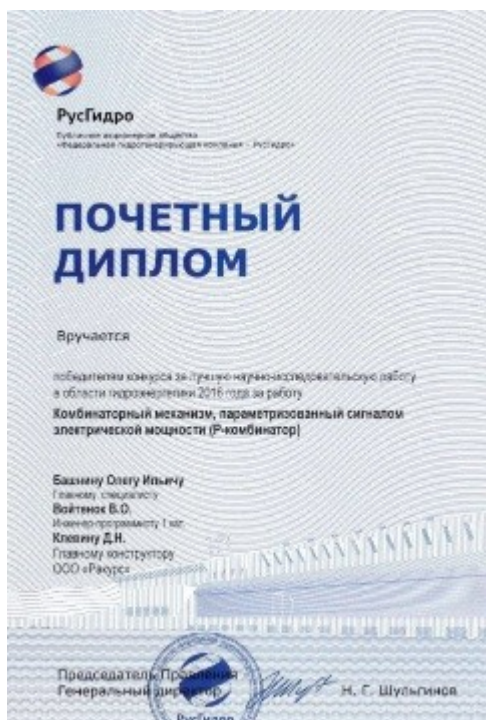 РусГидро
Публичное акционерное общество
«Федеральная гидрогенерирующая компания - РусГидро»
ПОЧЕТНЫЙ
ДИПЛОМ
Вручается
победителям конкурса за лучшую научно-исследовательскую работу
в области гидроэнергетики 2016 года за работу
Комбинаторный механизм, параметризованный сигналом
электрической мощности (Р-комбинатор)
Башнину Олегу Ильичу
Главному специалисту
Войтенок В.О.
Инженер-программисту 1 кат.
Клевину Д.Н.
Главному конструктору
ООО «Ракурс»
Председатель Правления
Генеральный директор
Н. Г. Шульгинов
РусГидро